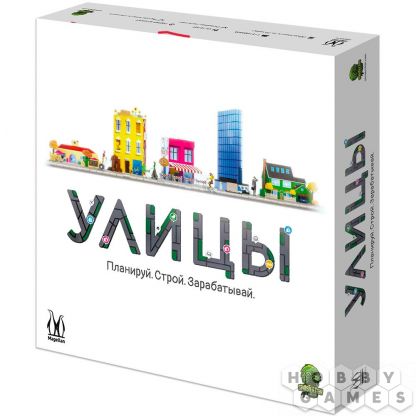 УЛИЦЫ
Планируй. Строй. Зарабатывай.
Magellan
УЛИЦЫ
Планируй. Строй. Зарабатывай.
HOBBY
GAMES